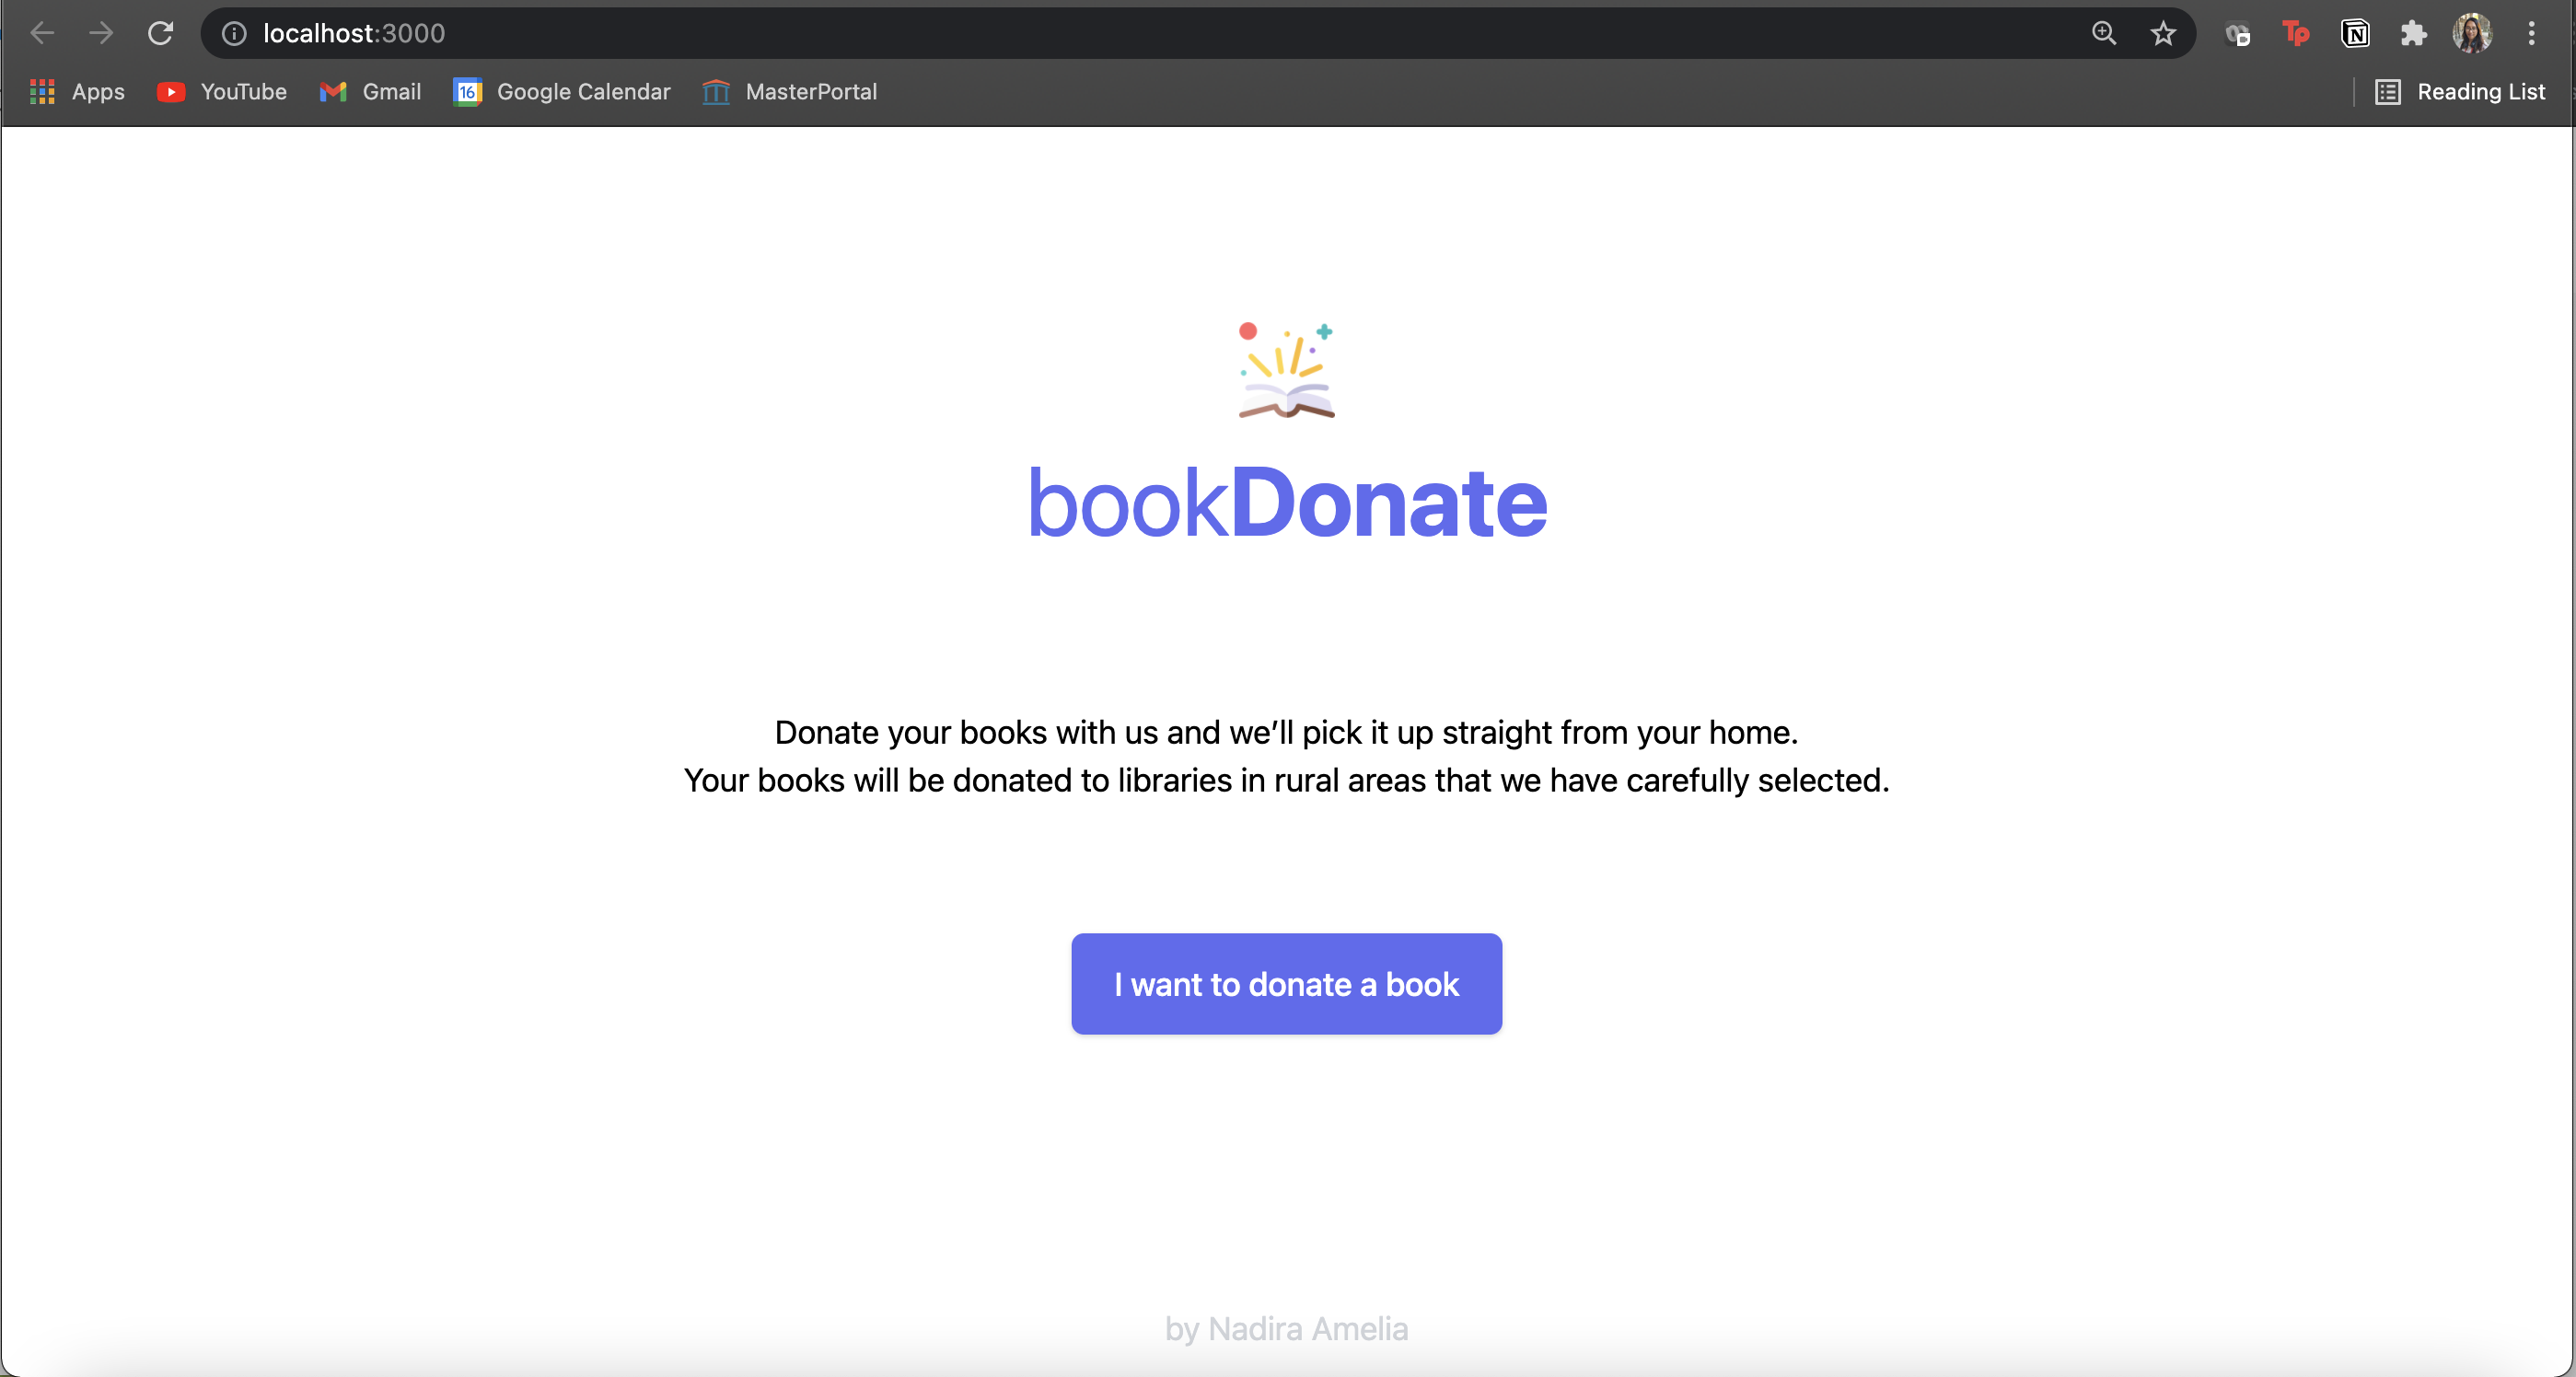 localhost:3000
Tp
N
Apps YouTube Gmail 16 Google Calendar MasterPortal Reading List
bookDonate
Donate your books with us and we’ll pick it up straight from your home.
Your books will be donated to libraries in rural areas that we have carefully selected.
I want to donate a book
by Nadira Amelia